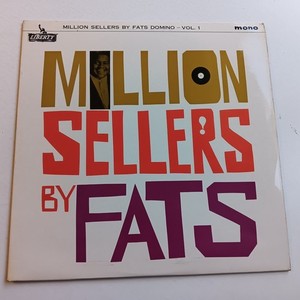 LIBERTY
MILLION SELLERS BY FATS DOMINO - VOL. 1
mono
MILLION
SELLERS
BY FATS